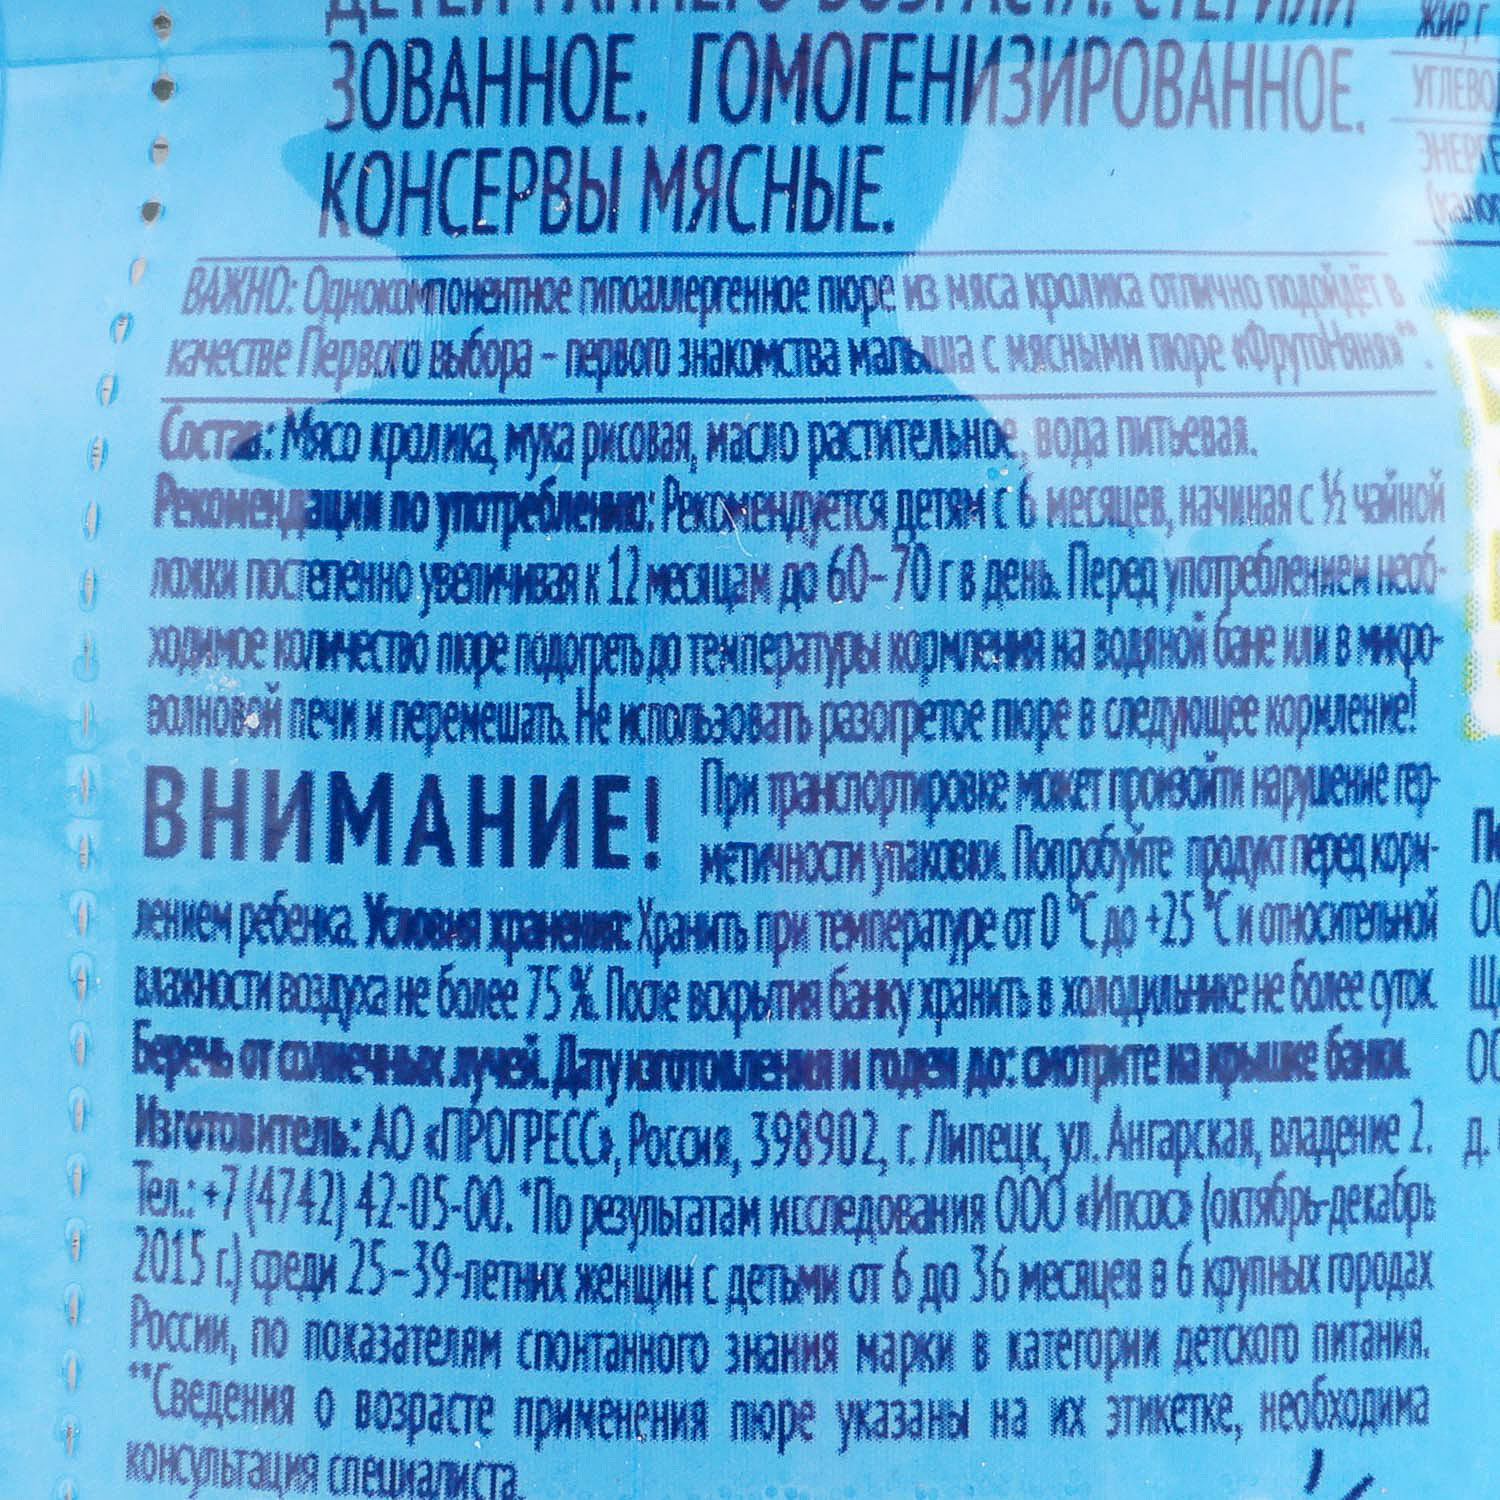 ДЕТЕЙ РАННЕГО ВОЗРАСТА. СТЕРИЛИ
ЗОВАННОЕ. ГОМОГЕНИЗИРОВАННОЕ.
КОНСЕРВЫ МЯСНЫЕ.
ВАЖНО: Однокомпонентное гипоаллергенное пюре из мяса кролика отлично подойдёт в
качестве Первого выбора – первого знакомства малыша с мясными пюре «ФрутоНяня»**.
Состав: Мясо кролика, мука рисовая, масло растительное, вода питьевая.
Рекомендации по употреблению: Рекомендуется детям с 6 месяцев, начиная с ½ чайной
ложки постепенно увеличивая к 12 месяцам до 60–70 г в день. Перед употреблением необ-
ходимое количество пюре подогреть до температуры кормления на водяной бане или в микро-
волновой печи и перемешать. Не использовать разогретое пюре в следующее кормление!
ВНИМАНИЕ! При транспортировке может произойти нарушение гер-
метичности упаковки. Попробуйте продукт перед корм-
лением ребенка. Условия хранения: Хранить при температуре от 0 °С до +25 °С и относительной
влажности воздуха не более 75 %. После вскрытия банку хранить в холодильнике не более суток.
Беречь от солнечных лучей. Дату изготовления и годен до: смотрите на крышке банки.
Изготовитель: АО «ПРОГРЕСС», Россия, 398902, г. Липецк, ул. Ангарская, владение 2.
Тел.: +7 (4742) 42-05-00. *По результатам исследования ООО «Ипсос» (октябрь-декабрь
2015 г.) среди 25–39-летних женщин с детьми от 6 до 36 месяцев в 6 крупных городах
России, по показателям спонтанного знания марки в категории детского питания.
**Сведения о возрасте применения пюре указаны на их этикетке, необходима
консультация специалиста.
ЖИР, Г